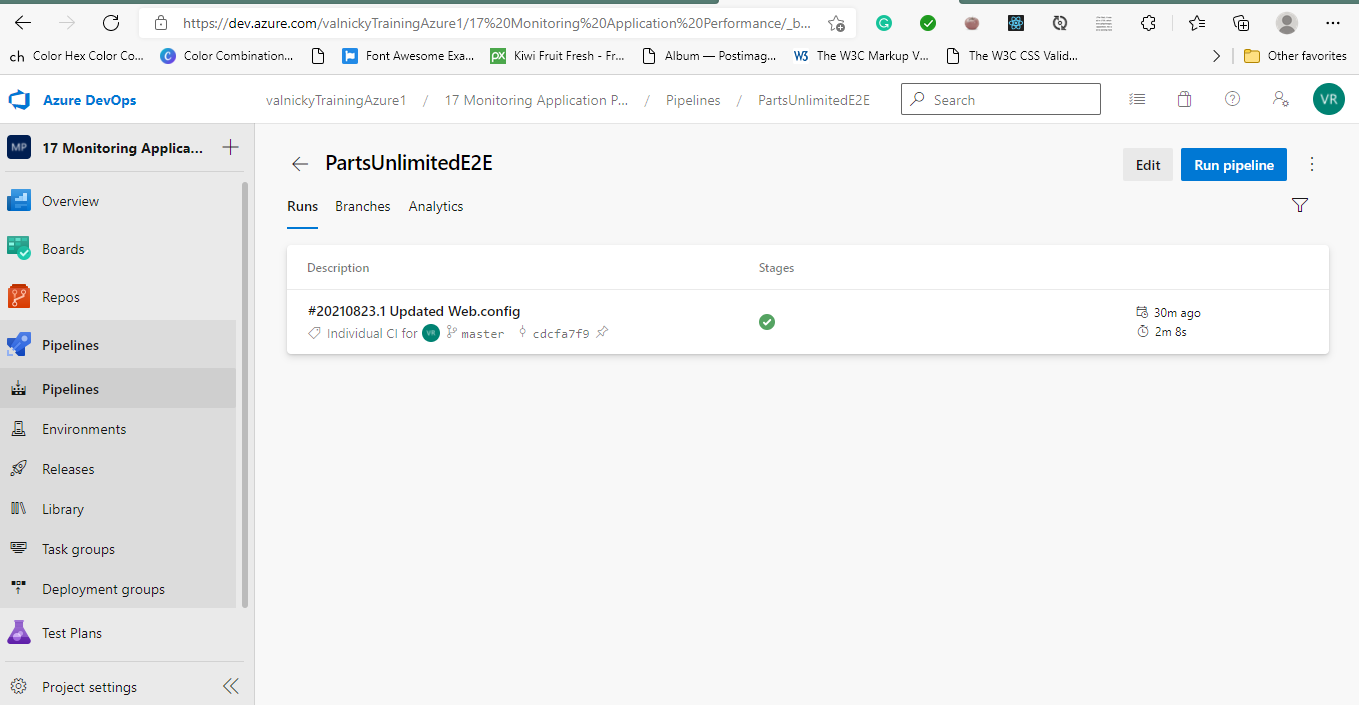 https://dev.azure.com/valnickyTrainingAzure1/17%20Monitoring%20Application%20Performance/_b...
ch Color Hex Color Co... C Color Combination... Font Awesome Exa... px Kiwi Fruit Fresh - Fr... Album — Postimag... W3 The W3C Markup V... The W3C CSS Valid... Other favorites
Azure DevOps valnickyTrainingAzure1 / 17 Monitoring Application P... / Pipelines / PartsUnlimitedE2E Search VR
MP 17 Monitoring Applica...
PartsUnlimitedE2E Edit Run pipeline
Overview
Runs Branches Analytics
Boards
Description Stages
Repos
#20210823.1 Updated Web.config 30m ago
Individual CI for VR master cdcfa7f9 2m 8s
Pipelines
Pipelines
Environments
Releases
Library
Task groups
Deployment groups
Test Plans
Project settings